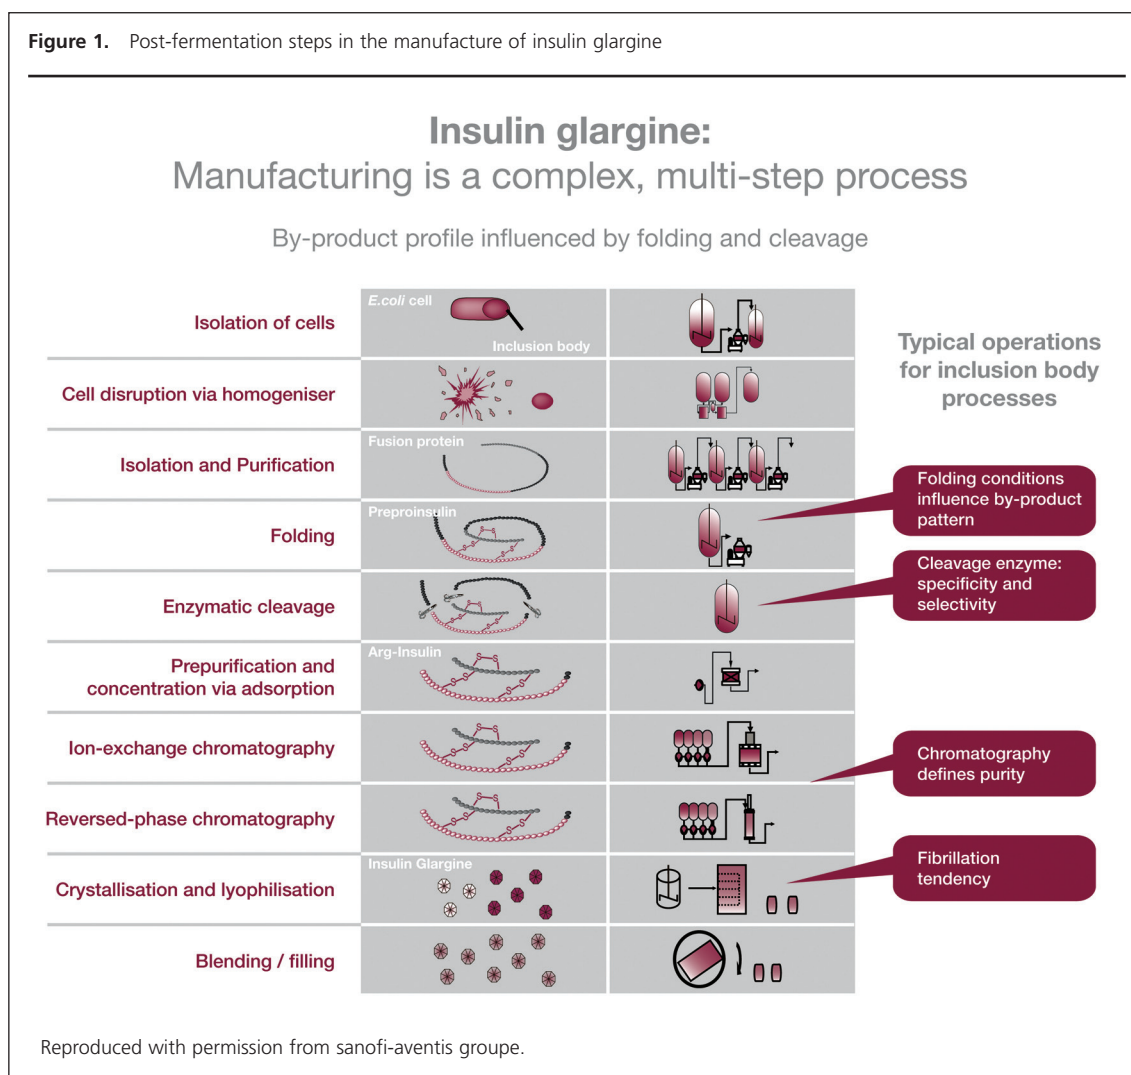 Figure 1. Post-fermentation steps in the manufacture of insulin glargine
Insulin glargine:
Manufacturing is a complex, multi-step process
By-product profile influenced by folding and cleavage
Isolation of cells
E.coli cell
Inclusion body
Typical operations
for inclusion body
processes
Cell disruption via homogeniser
Isolation and Purification
Fusion protein
Folding conditions
influence by-product
pattern
Folding
Preproinsulin
S-S
S-S
S-S
Cleavage enzyme:
specificity and
selectivity
Enzymatic cleavage
S-S
S-S
S-S
Prepurification and
concentration via adsorption
Arg-Insulin
S-S
S-S
S-S
Ion-exchange chromatography
S-S
S-S
S-S
Chromatography
defines purity
Reversed-phase chromatography
S-S
S-S
S-S
Crystallisation and lyophilisation
Insulin Glargine
Fibrillation
tendency
Blending / filling
Reproduced with permission from sanofi-aventis groupe.